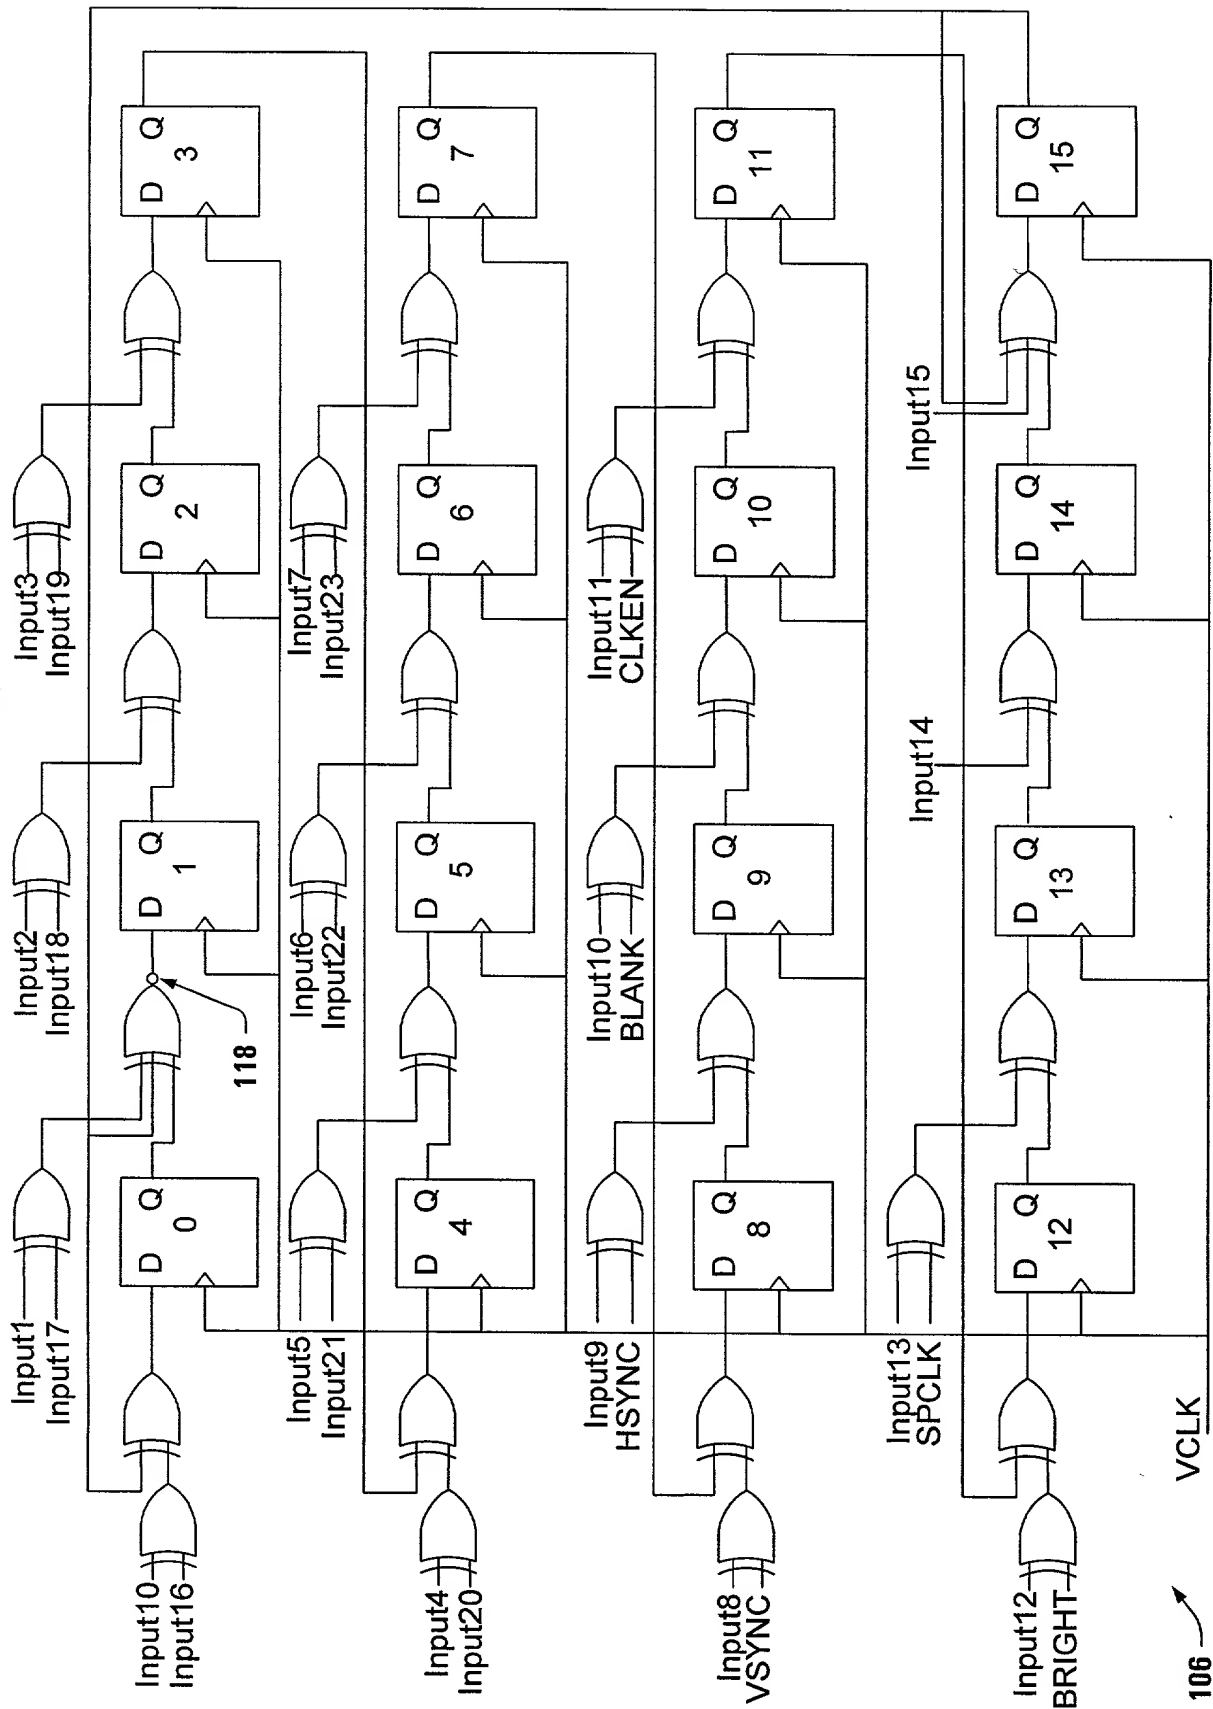 Input10
Input16
Input1
Input17
D Q
0
118
D Q
1
Input2
Input18
D Q
2
Input3
Input19
D Q
3
Input4
Input20
D Q
4
Input5
Input21
D Q
5
Input6
Input22
D Q
6
Input7
Input23
D Q
7
Input8
VSYNC
D Q
8
Input9
HSYNC
D Q
9
Input10
BLANK
D Q
10
Input11
CLKEN
D Q
11
Input12
BRIGHT
D Q
12
Input13
SPCLK
D Q
13
Input14
D Q
14
Input15
D Q
15
VCLK
106